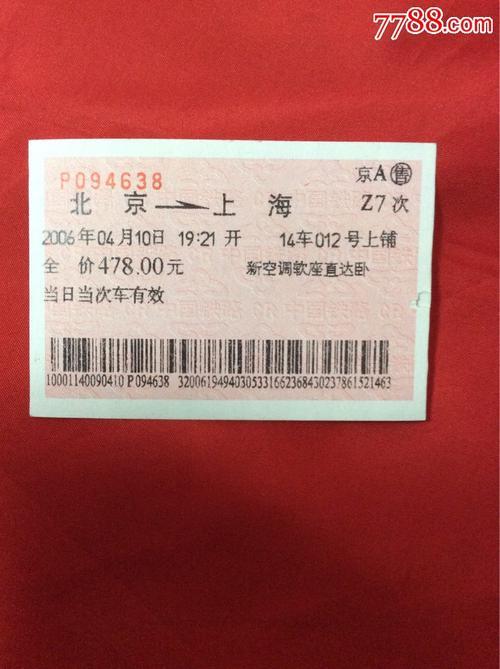 7788.com
P094638
京A售
北京→上海
Z7次
2006年04月10日 19:21开 14车012号上铺
全 价478.00元 新空调软座直达卧
当日当次车有效
10001140090410 P094638 32006194940305331662368430237861521463